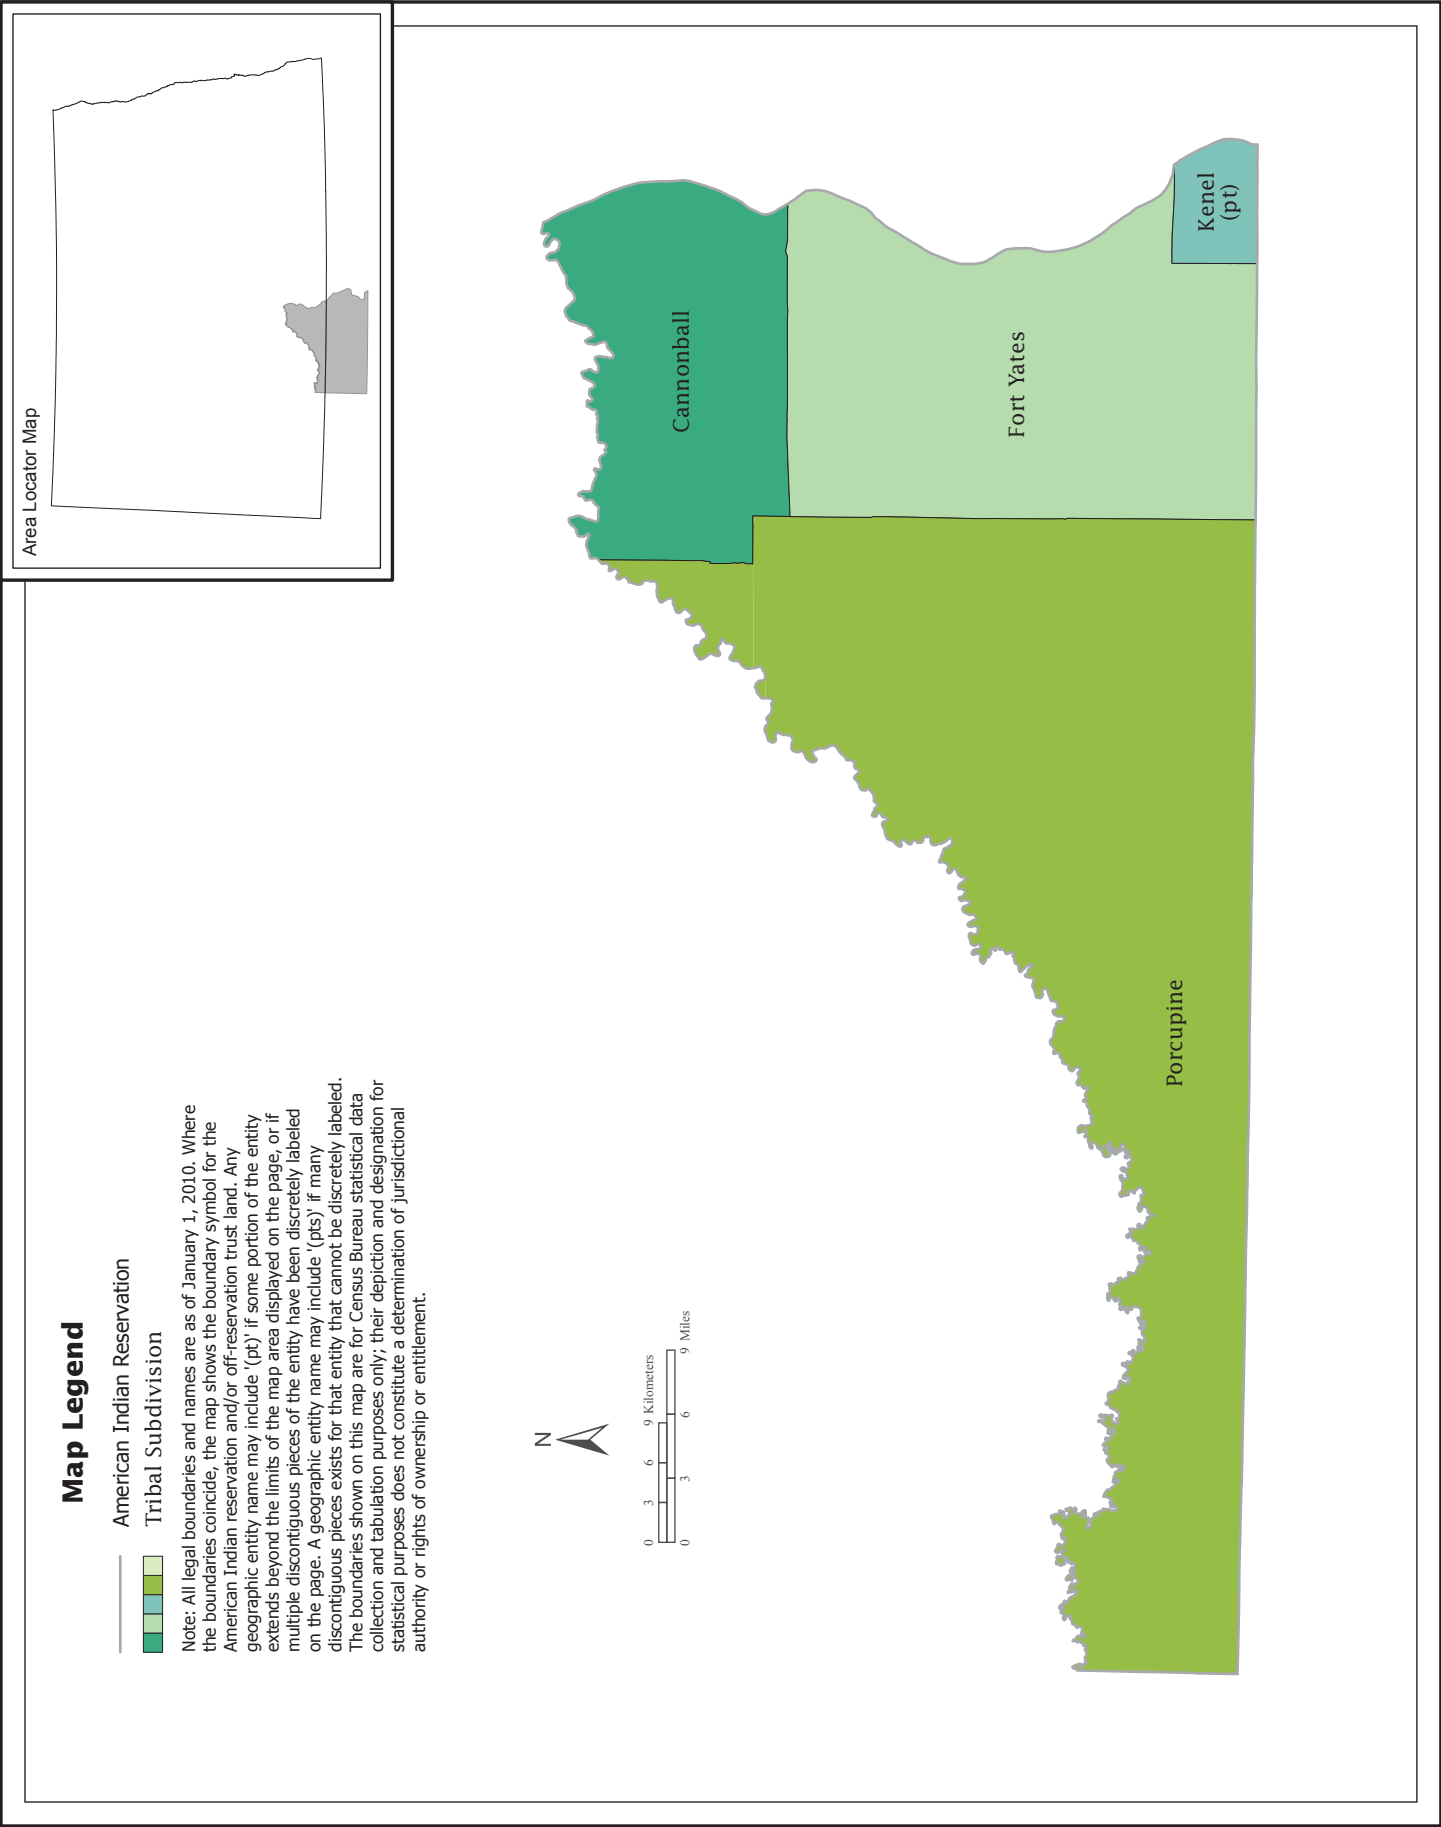 Area Locator Map
Map Legend
American Indian Reservation
Tribal Subdivision
Note: All legal boundaries and names are as of January 1, 2010. Where
the boundaries coincide, the map shows the boundary symbol for the
American Indian reservation and/or off-reservation trust land. Any
geographic entity name may include '(pt)' if some portion of the entity
extends beyond the limits of the map area displayed on the page, or if
multiple discontiguous pieces of the entity have been discretely labeled
on the page. A geographic entity name may include '(pts)' if many
discontiguous pieces exists for that entity that cannot be discretely labeled.
The boundaries shown on this map are for Census Bureau statistical data
collection and tabulation purposes only; their depiction and designation for
statistical purposes does not constitute a determination of jurisdictional
authority or rights of ownership or entitlement.
N
0 3 6 9 Kilometers
0 3 6 9 Miles
Cannonball
Fort Yates
Kenel
(pt)
Porcupine